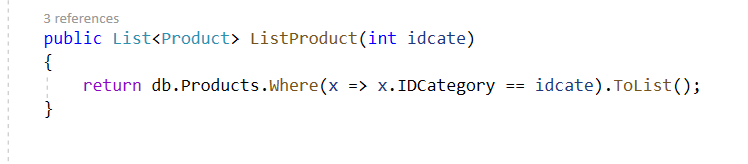 3 references
public List<Product> ListProduct(int idcate)
{
return db.Products.Where(x => x.IDCategory == idcate).ToList();
}